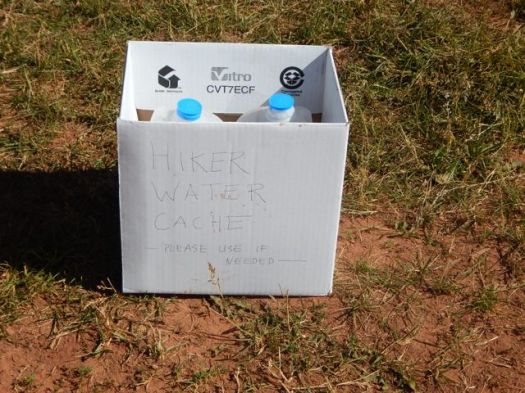 Vitro
CVT7ECF
HIKER
WATER
CACHE
- PLEASE USE IF
NEEDED -